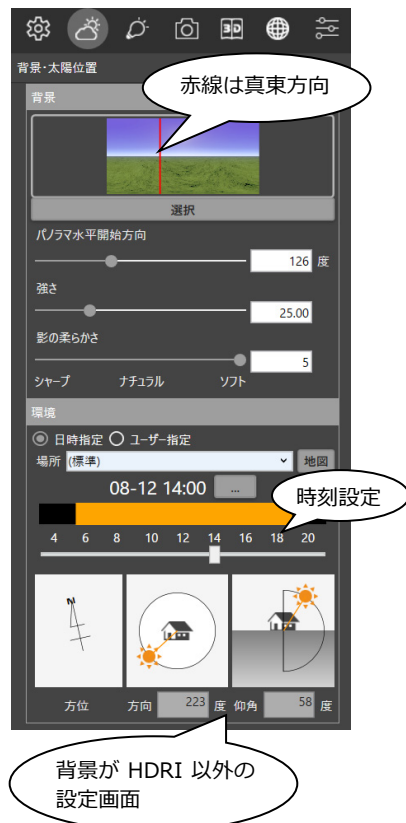 3D
背景・太陽位置
赤線は真東方向
背景
選択
パノラマ水平開始方向
126 度
強さ
25.00
影の柔らかさ
5
シャープ ナチュラル ソフト
環境
日時指定 ユーザー指定
場所 (標準) 地図
08-12 14:00 ...
時刻設定
4 6 8 10 12 14 16 18 20
N
方位 方向 223 度 仰角 58 度
背景が HDRI 以外の
設定画面